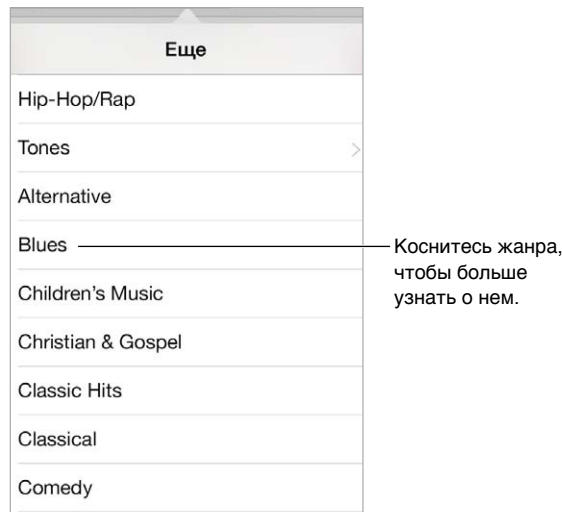 Еще
Hip-Hop/Rap
Tones
Alternative
Blues
Коснитесь жанра,
чтобы больше
узнать о нем.
Children’s Music
Christian & Gospel
Classic Hits
Classical
Comedy